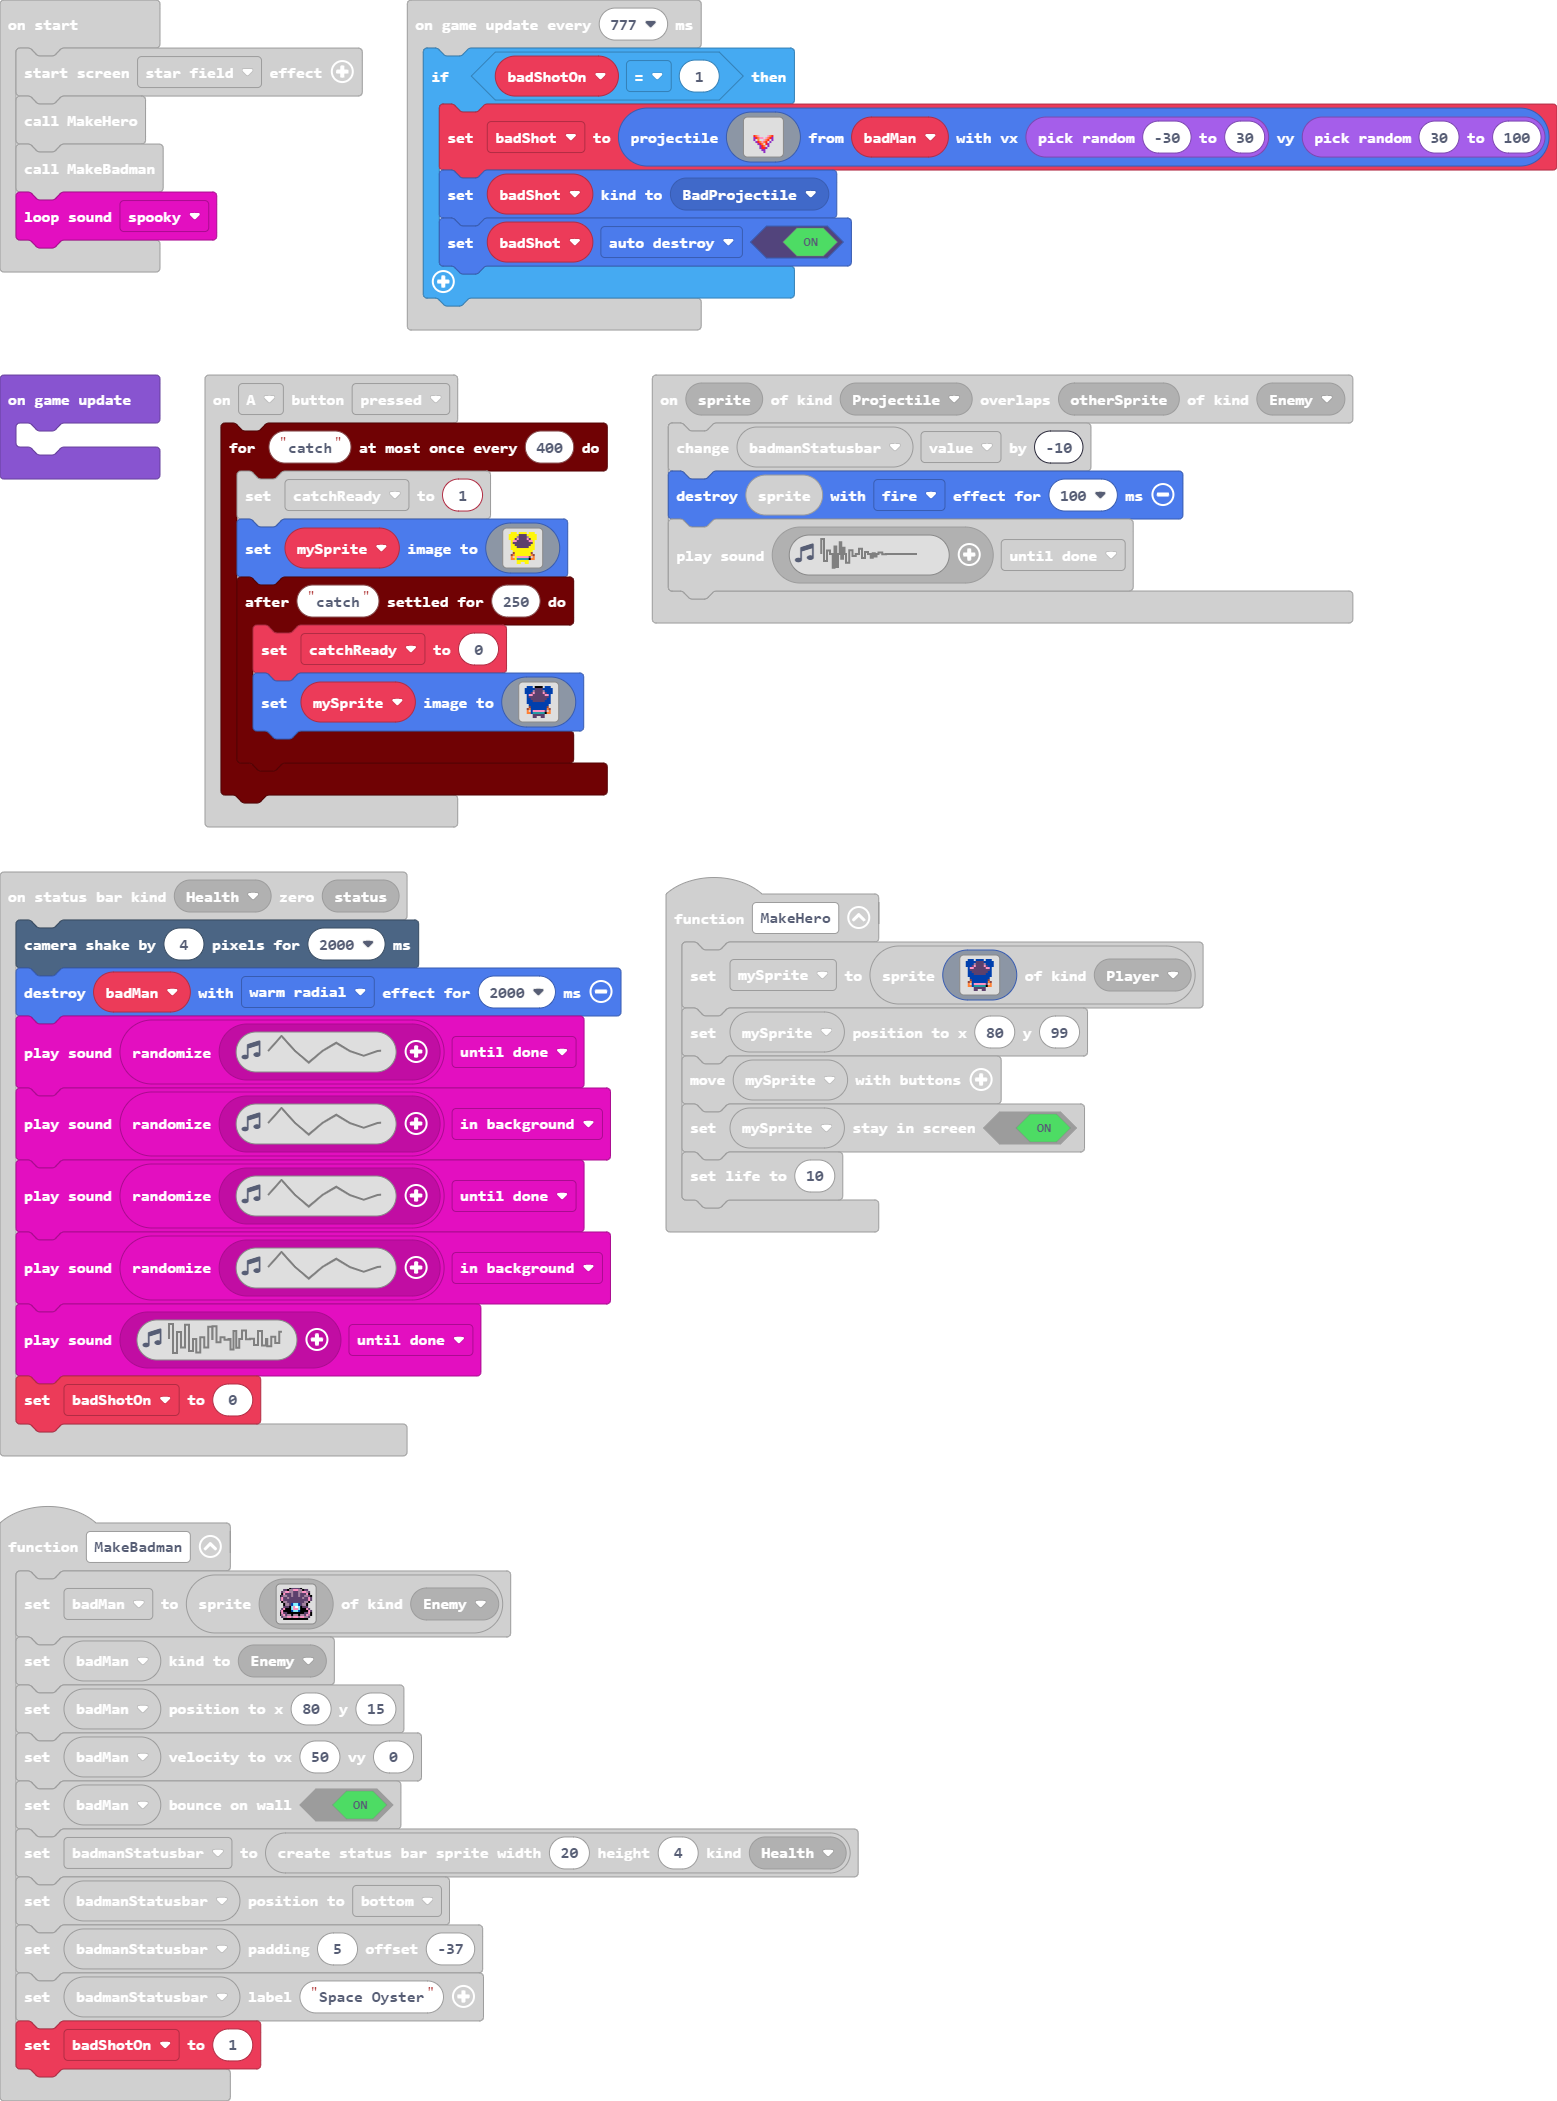 on start
start screen star field effect
call MakeHero
call MakeBadman
loop sound spooky
on game update every 777 ms
if badShotOn = 1 then
set badShot to projectile from badMan with vx pick random -30 to 30 vy pick random 30 to 100
set badShot kind to BadProjectile
set badShot auto destroy ON
on game update
on A button pressed
for "catch" at most once every 400 do
set catchReady to 1
set mySprite image to
after "catch" settled for 250 do
set catchReady to 0
set mySprite image to
on sprite of kind Projectile overlaps otherSprite of kind Enemy
change badmanStatusbar value by -10
destroy sprite with fire effect for 100 ms
play sound until done
on status bar kind Health zero status
camera shake by 4 pixels for 2000 ms
destroy badMan with warm radial effect for 2000 ms
play sound randomize until done
play sound randomize in background
play sound randomize until done
play sound randomize in background
play sound until done
set badShotOn to 0
function MakeHero
set mySprite to sprite of kind Player
set mySprite position to x 80 y 99
move mySprite with buttons
set mySprite stay in screen ON
set life to 10
function MakeBadman
set badMan to sprite of kind Enemy
set badMan kind to Enemy
set badMan position to x 80 y 15
set badMan velocity to vx 50 vy 0
set badMan bounce on wall ON
set badmanStatusbar to create status bar sprite width 20 height 4 kind Health
set badmanStatusbar position to bottom
set badmanStatusbar padding 5 offset -37
set badmanStatusbar label "Space Oyster"
set badShotOn to 1